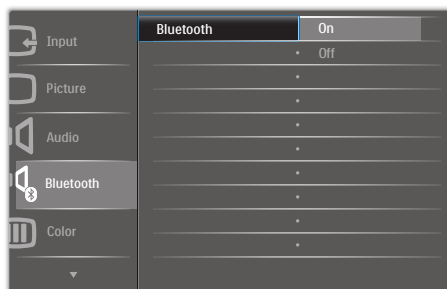 Input
Picture
Audio
Bluetooth
Color
Bluetooth On
Off